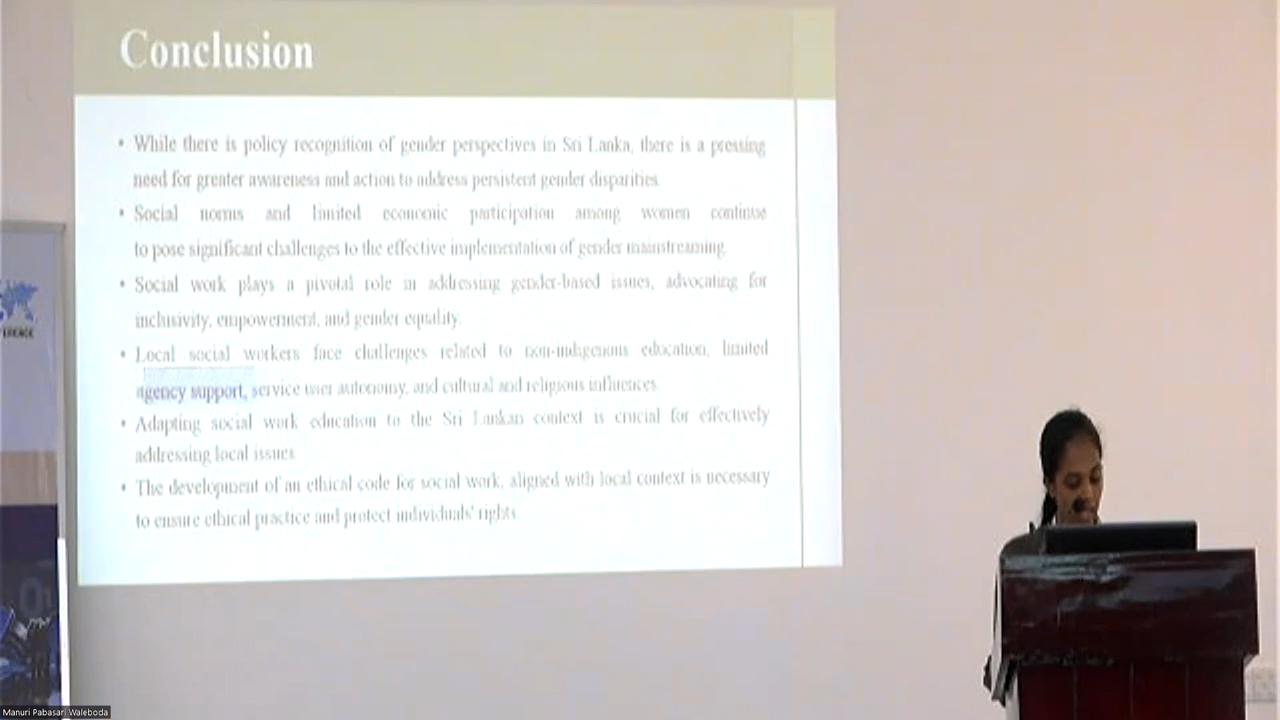 Conclusion
• While there is policy recognition of gender perspectives in Sri Lanka, there is a pressing
need for greater awareness and action to address persistent gender disparities.
• Social norms and limited economic participation among women continue
to pose significant challenges to the effective implementation of gender mainstreaming.
• Social work plays a pivotal role in addressing gender-based issues, advocating for
inclusivity, empowerment, and gender equality.
• Local social workers face challenges related to non-indigenous education, limited
agency support, service user autonomy, and cultural and religious influences.
• Adapting social work education to the Sri Lankan context is crucial for effectively
addressing local issues.
• The development of an ethical code for social work, aligned with local context is necessary
to ensure ethical practice and protect individuals' rights.
Manuri Pabasari Waleboda